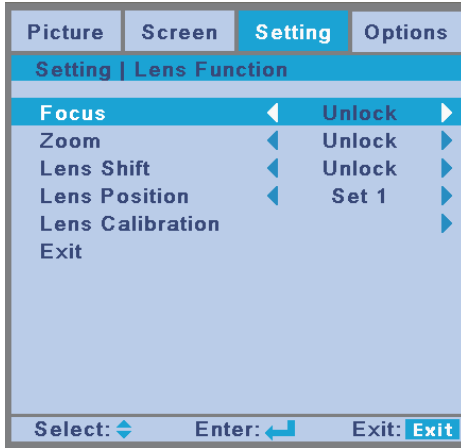 Picture Screen Setting Options
Setting | Lens Function
Focus Unlock
Zoom Unlock
Lens Shift Unlock
Lens Position Set 1
Lens Calibration
Exit
Select: Enter: Exit: Exit